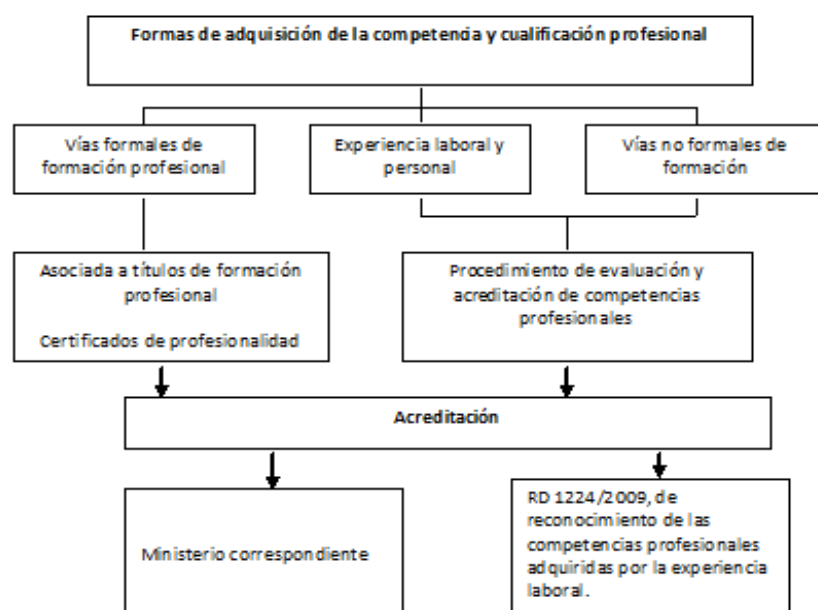 Formas de adquisición de la competencia y cualificación profesional
Vías formales de
formación profesional
Experiencia laboral y
personal
Vías no formales de
formación
Asociada a títulos de formación
profesional
Certificados de profesionalidad
Procedimiento de evaluación y
acreditación de competencias
profesionales
Acreditación
Ministerio correspondiente
RD 1224/2009, de
reconocimiento de las
competencias profesionales
adquiridas por la experiencia
laboral.